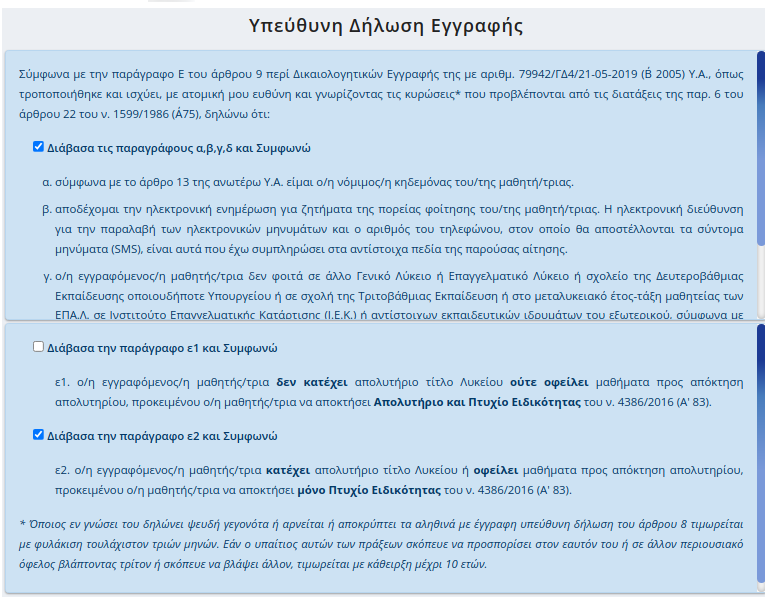 Υπεύθυνη Δήλωση Εγγραφής
Σύμφωνα με την παράγραφο Ε του άρθρου 9 περί Δικαιολογητικών Εγγραφής της με αριθμ. 79942/ΓΔ4/21-05-2019 (Β́ 2005) Υ.Α., όπως
τροποποιήθηκε και ισχύει, με ατομική μου ευθύνη και γνωρίζοντας τις κυρώσεις* που προβλέπονται από τις διατάξεις της παρ. 6 του
άρθρου 22 του ν. 1599/1986 (Á75), δηλώνω ότι:
Διάβασα τις παραγράφους α,β,γ,δ και Συμφωνώ
α. σύμφωνα με το άρθρο 13 της ανωτέρω Υ.Α. είμαι ο/η νόμιμος/η κηδεμόνας του/της μαθητή/τριας.
β. αποδέχομαι την ηλεκτρονική ενημέρωση για ζητήματα της πορείας φοίτησης του/της μαθητή/τριας. Η ηλεκτρονική διεύθυνση
για την παραλαβή των ηλεκτρονικών μηνυμάτων και ο αριθμός του τηλεφώνου, στον οποίο θα αποστέλλονται τα σύντομα
μηνύματα (SMS), είναι αυτά που έχω συμπληρώσει στα αντίστοιχα πεδία της παρούσας αίτησης.
γ. ο/η εγγραφόμενος/η μαθητής/τρια δεν φοιτά σε άλλο Γενικό Λύκειο ή Επαγγελματικό Λύκειο ή σχολείο της Δευτεροβάθμιας
Εκπαίδευσης οποιουδήποτε Υπουργείου ή σε σχολή της Τριτοβάθμιας Εκπαίδευση ή στο μεταλυκειακό έτος-τάξη μαθητείας των
ΕΠΑ.Λ. σε Ινστιτούτο Επαγγελματικής Κατάρτισης (Ι.Ε.Κ.) ή αντίστοιχων εκπαιδευτικών ιδρυμάτων του εξωτερικού, σύμφωνα με
Διάβασα την παράγραφο ε1 και Συμφωνώ
ε1. ο/η εγγραφόμενος/η μαθητής/τρια δεν κατέχει απολυτήριο τίτλο Λυκείου ούτε οφείλει μαθήματα προς απόκτηση
απολυτηρίου, προκειμένου ο/η μαθητής/τρια να αποκτήσει Απολυτήριο και Πτυχίο Ειδικότητας του ν. 4386/2016 (Α' 83).
Διάβασα την παράγραφο ε2 και Συμφωνώ
ε2. ο/η εγγραφόμενος/η μαθητής/τρια κατέχει απολυτήριο τίτλο Λυκείου ή οφείλει μαθήματα προς απόκτηση απολυτηρίου,
προκειμένου ο/η μαθητής/τρια να αποκτήσει μόνο Πτυχίο Ειδικότητας του ν. 4386/2016 (Α' 83).
* Όποιος εν γνώσει του δηλώνει ψευδή γεγονότα ή αρνείται ή αποκρύπτει τα αληθινά με έγγραφη υπεύθυνη δήλωση του άρθρου 8 τιμωρείται
με φυλάκιση τουλάχιστον τριών μηνών. Εάν ο υπαίτιος αυτών των πράξεων σκόπευε να προσπορίσει στον εαυτόν του ή σε άλλον περιουσιακό
όφελος βλάπτοντας τρίτον ή σκόπευε να βλάψει άλλον, τιμωρείται με κάθειρξη μέχρι 10 ετών.